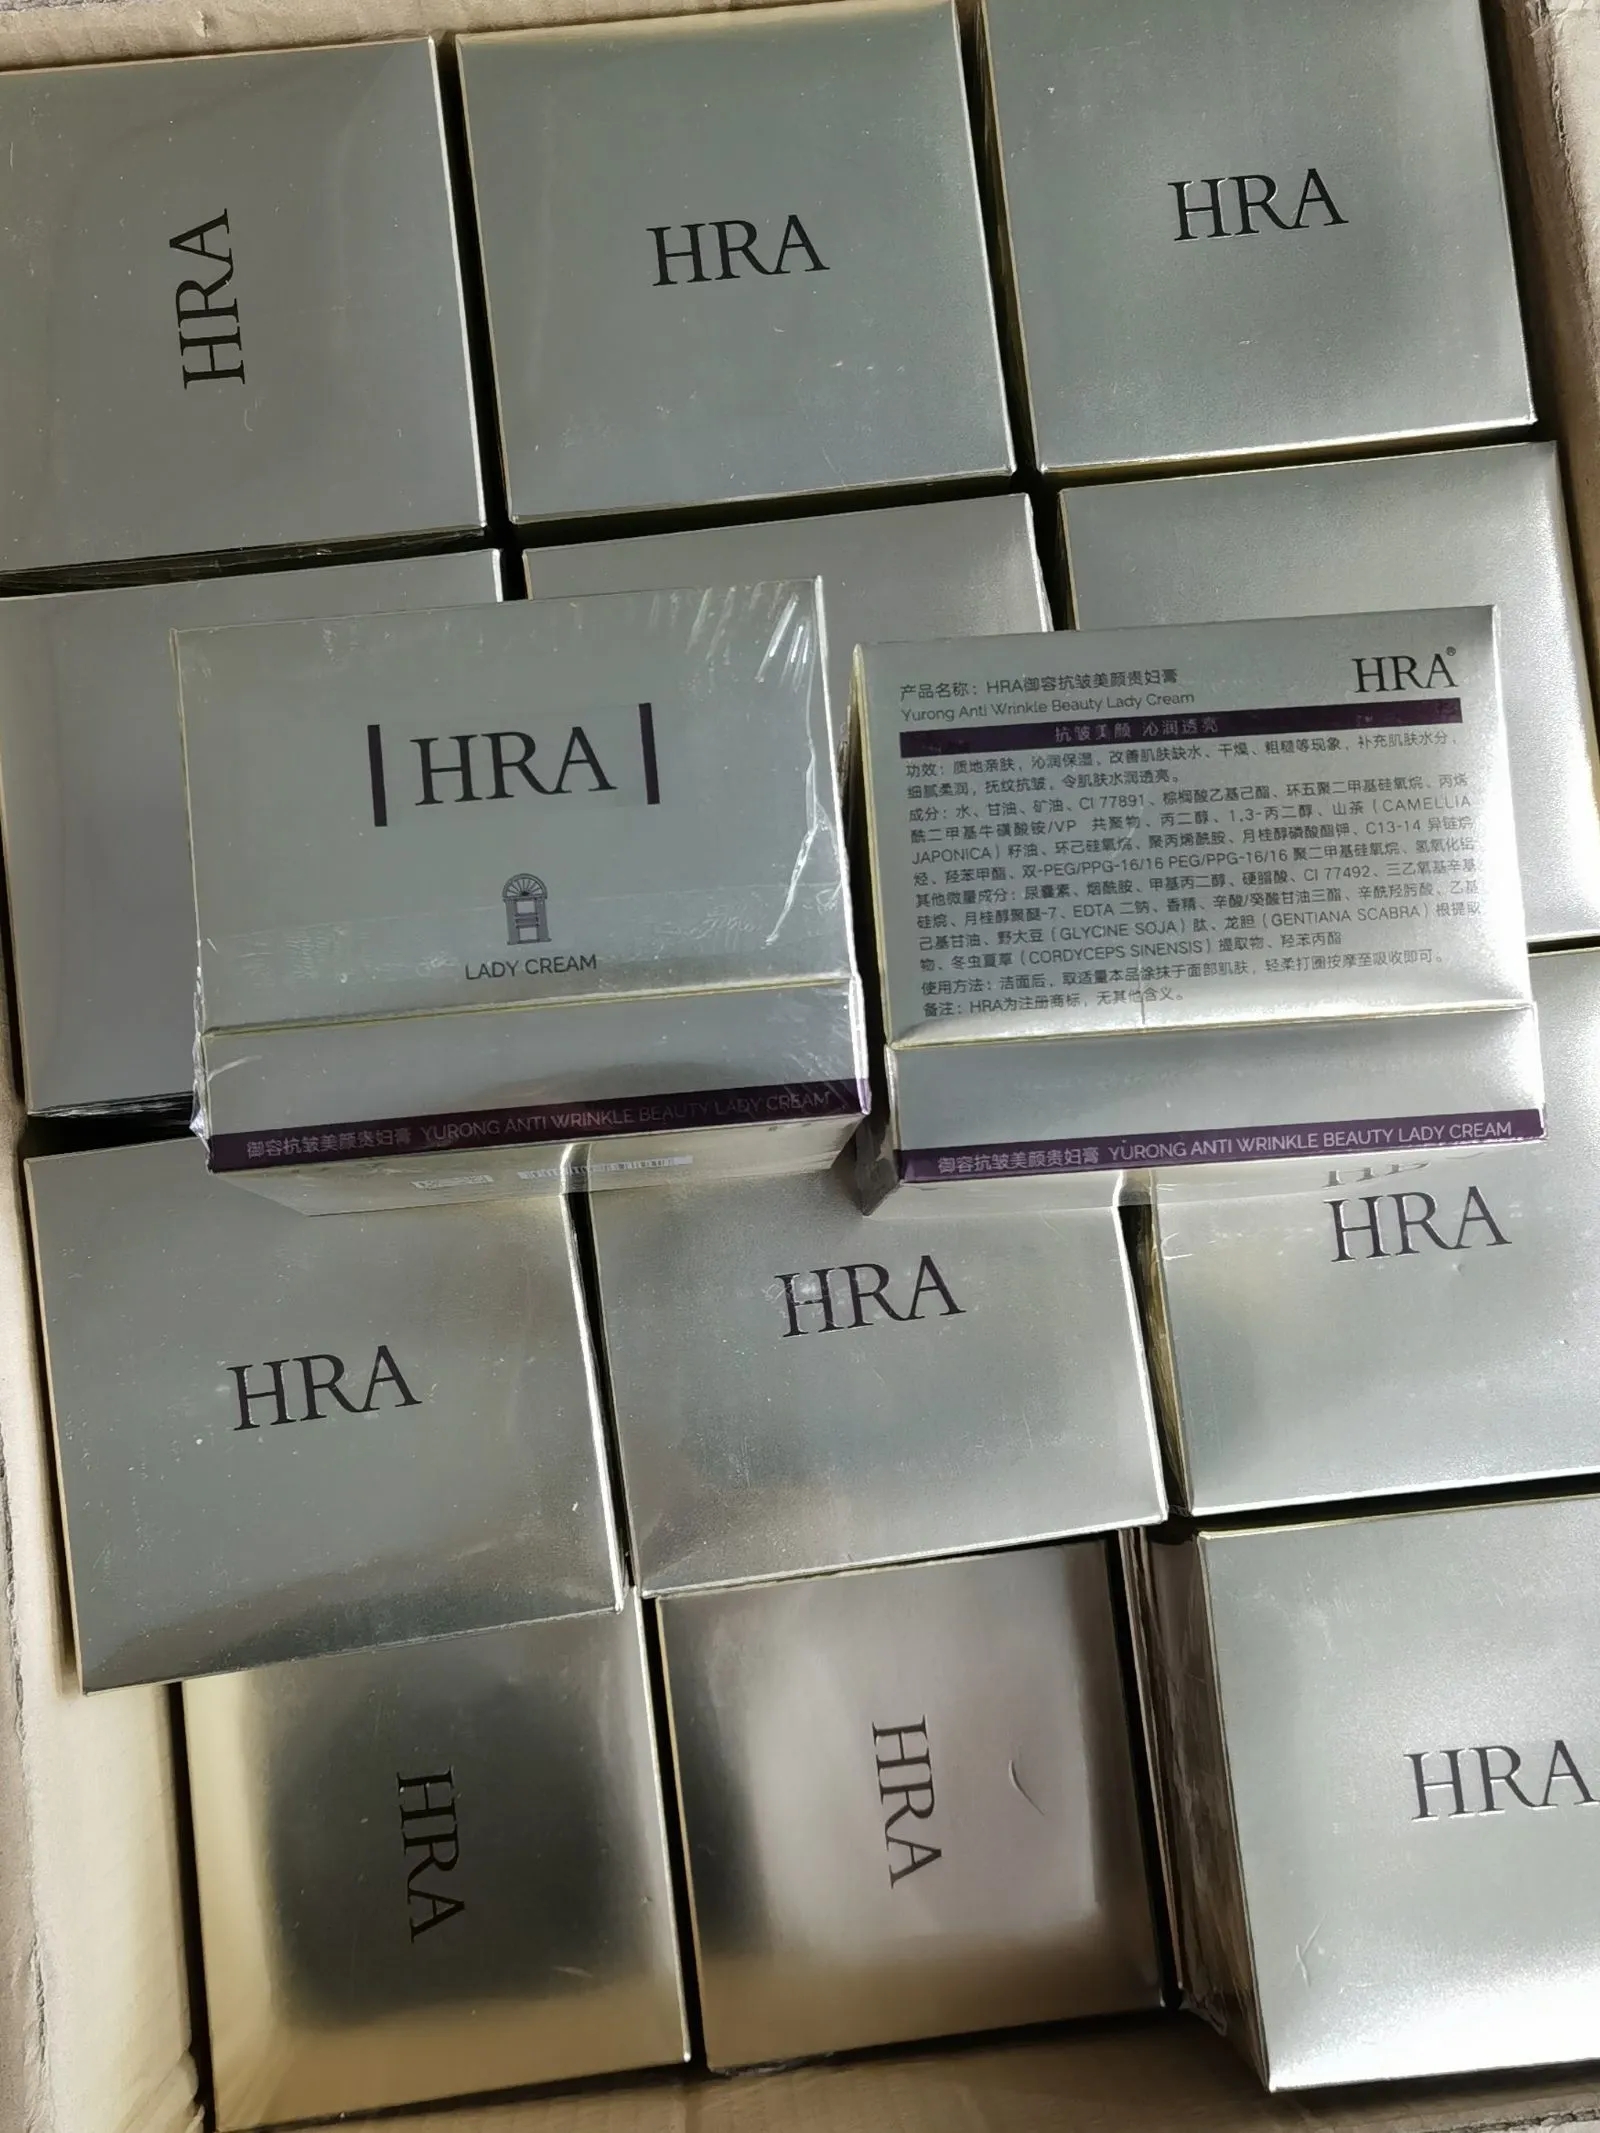 HRA
HRA
HRA
HRA
LADY CREAM
御容抗皱美颜贵妇膏 YURONG ANTI WRINKLE BEAUTY LADY CREAM
产品名称：HRA御容抗皱美颜贵妇膏
Yurong Anti Wrinkle Beauty Lady Cream
HRA®
抗皱美颜 沁润透亮
功效：质地亲肤，沁润保湿，改善肌肤缺水、干燥、粗糙等现象，补充肌肤水分，
细腻柔润，抚纹抗皱，令肌肤水润透亮。
成分：水、甘油、矿油、CI 77891、棕榈酸乙基己酯、环五聚二甲基硅氧烷、丙烯
酰二甲基牛磺酸铵/VP 共聚物、丙二醇、1,3-丙二醇、山茶（CAMELLIA
JAPONICA）籽油、环己硅氧烷、聚丙烯酰胺、月桂醇磷酸酯钾、C13-14 异链烷
烃、羟苯甲酯、双-PEG/PPG-16/16 PEG/PPG-16/16 聚二甲基硅氧烷、氢氧化铝
其他微量成分：尿囊素、烟酰胺、甲基丙二醇、硬脂酸、CI 77492、三乙氧基辛基
硅烷、月桂醇聚醚-7、EDTA 二钠、香精、辛酸/癸酸甘油三酯、辛酰羟肟酸、乙基
己基甘油、野大豆（GLYCINE SOJA）肽、龙胆（GENTIANA SCABRA）根提取
物、冬虫夏草（CORDYCEPS SINENSIS）提取物、羟苯丙酯
使用方法：洁面后，取适量本品涂抹于面部肌肤，轻柔打圈按摩至吸收即可。
备注：HRA为注册商标，无其他含义。
御容抗皱美颜贵妇膏 YURONG ANTI WRINKLE BEAUTY LADY CREAM
HRA
HRA
HRA
HRA
HRA
HRA